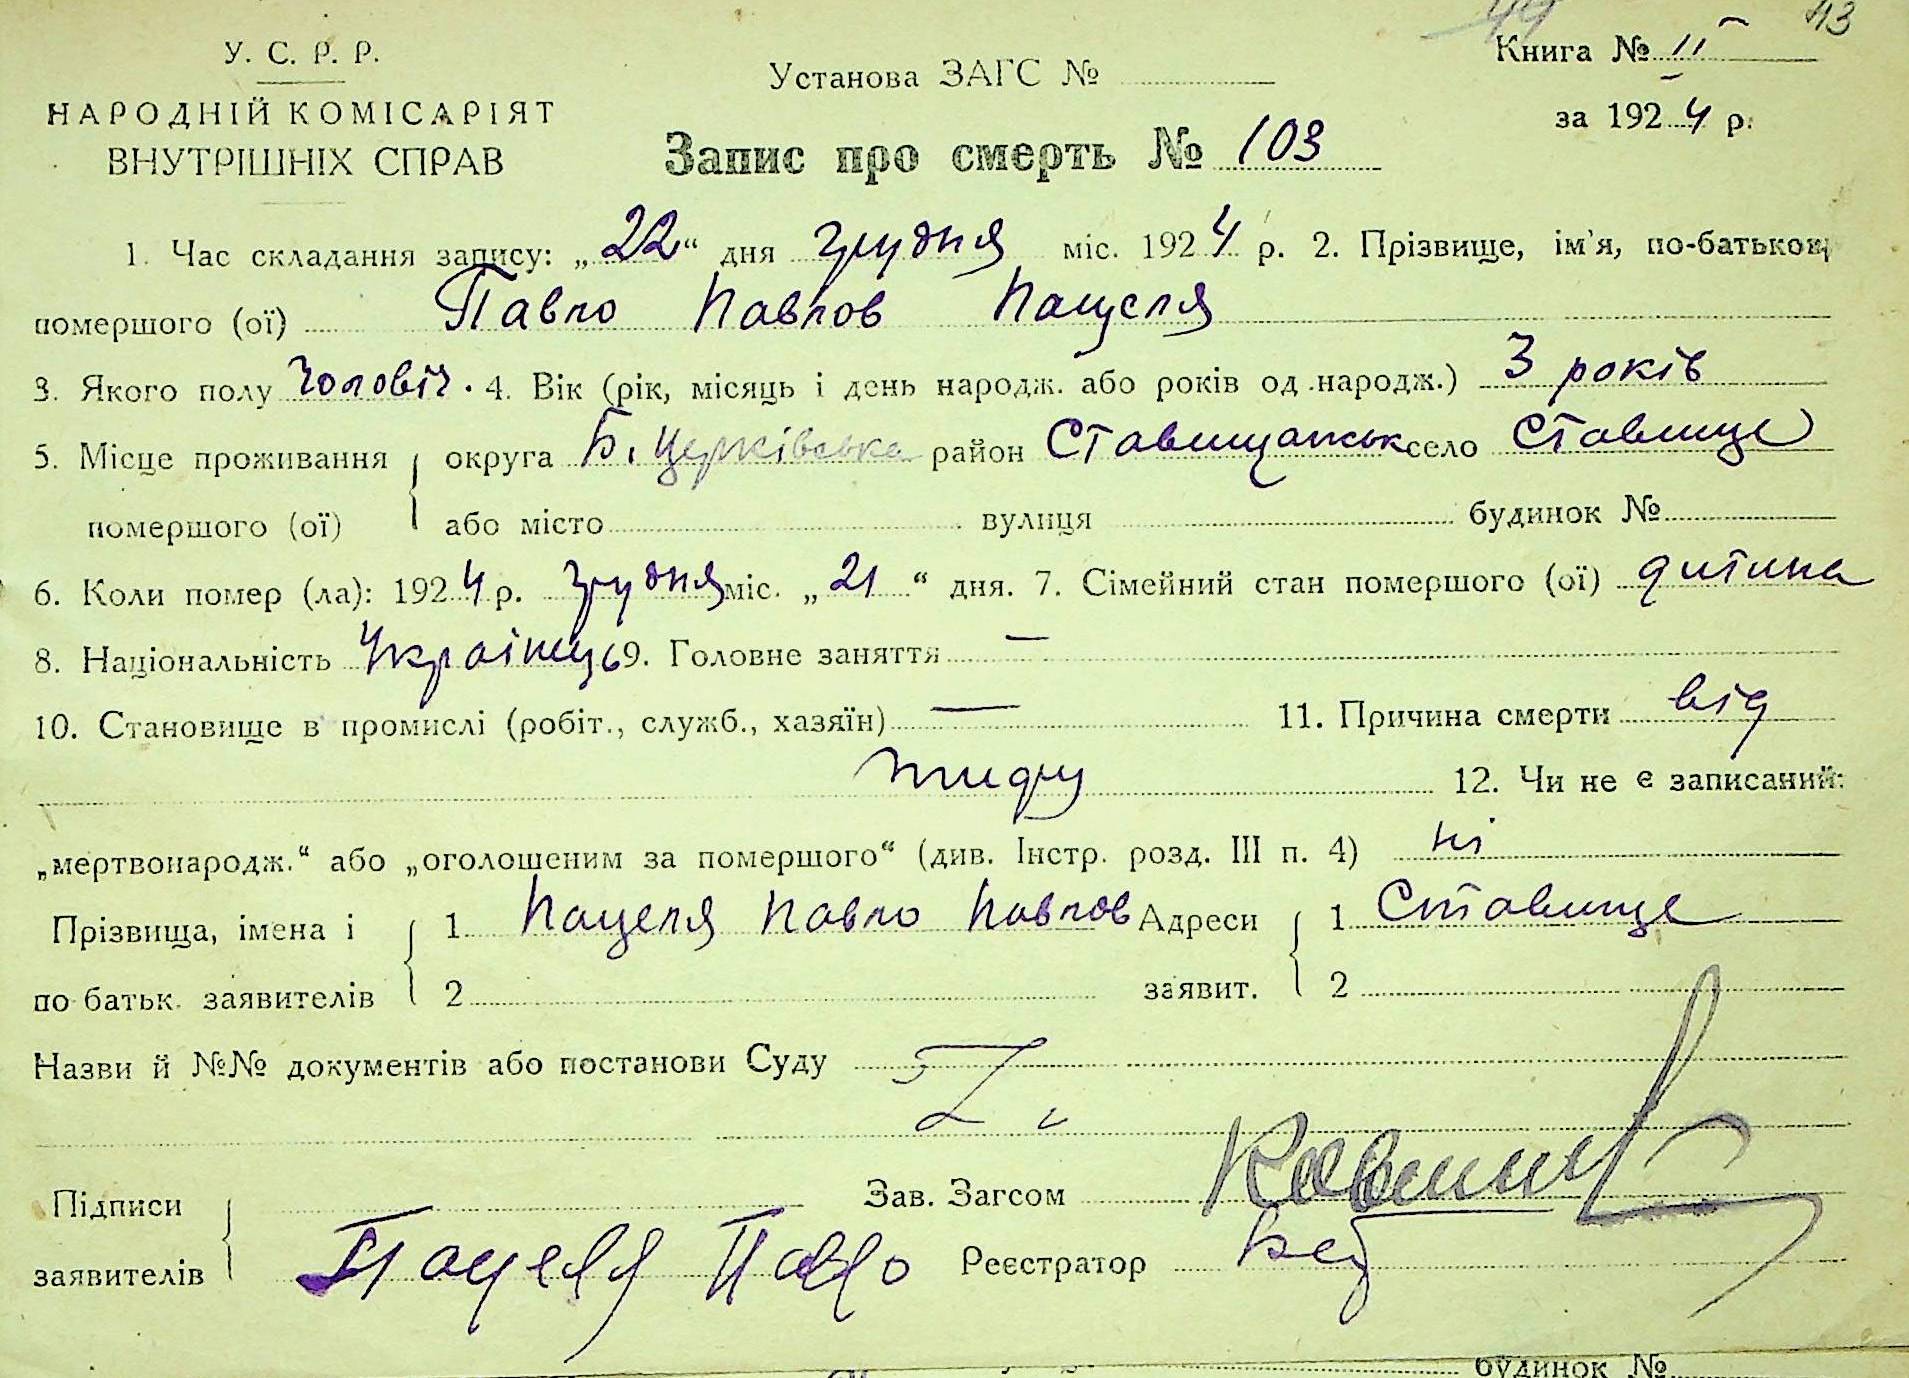 44 43
У. С. Р. Р.
НАРОДНІЙ КОМІСАРІЯТ
ВНУТРІШНІХ СПРАВ
Установа ЗАГС №
Книга № II
за 1924 р.
Запис про смерть № 103
1. Час складання запису: „22“ дня грудня міс. 1924 р. 2. Прізвище, ім'я, по-батькові
помершого (ої) Павло Павлов Пацеля
3. Якого полу чоловіч. 4. Вік (рік, місяць і день народж. або років од народж.) 3 років
5. Місце проживання округа Б. Церківська район Ставищанськ село Ставище
помершого (ої) або місто вулиця будинок №
6. Коли помер (ла): 1924 р. грудня міс. „21“ дня. 7. Сімейний стан помершого (ої) дитина
8. Національність Українець 9. Головне заняття —
10. Становище в промислі (робіт., служб., хазяїн) — 11. Причина смерти від
тифу 12. Чи не є записаний:
„мертвонародж.“ або „оголошеним за помершого“ (див. Інстр. розд. III п. 4) ні
Прізвища, імена і 1 Пацеля Павло Павлов Адреси 1 Ставище
по батьк. заявителів 2 заявит. 2
Назви й №№ документів або постанови Суду
Підписи Зав. Загсом
заявителів Пацеля Павло Реєстратор
будинок №